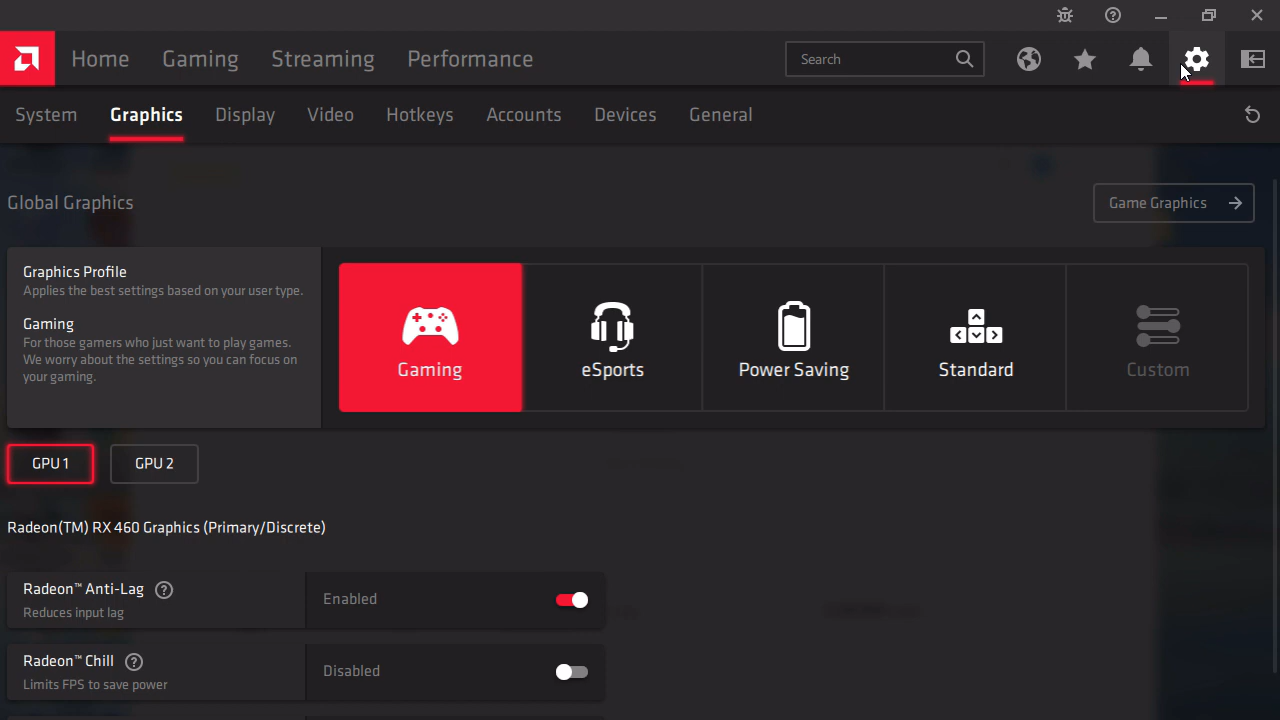 Home Gaming Streaming Performance Search
System Graphics Display Video Hotkeys Accounts Devices General
Global Graphics
Game Graphics
Graphics Profile
Applies the best settings based on your user type.
Gaming
For those gamers who just want to play games.
We worry about the settings so you can focus on
your gaming.
Gaming
eSports
Power Saving
Standard
Custom
GPU 1
GPU 2
Radeon(TM) RX 460 Graphics (Primary/Discrete)
Radeon™ Anti-Lag
Reduces input lag
Enabled
Radeon™ Chill
Limits FPS to save power
Disabled